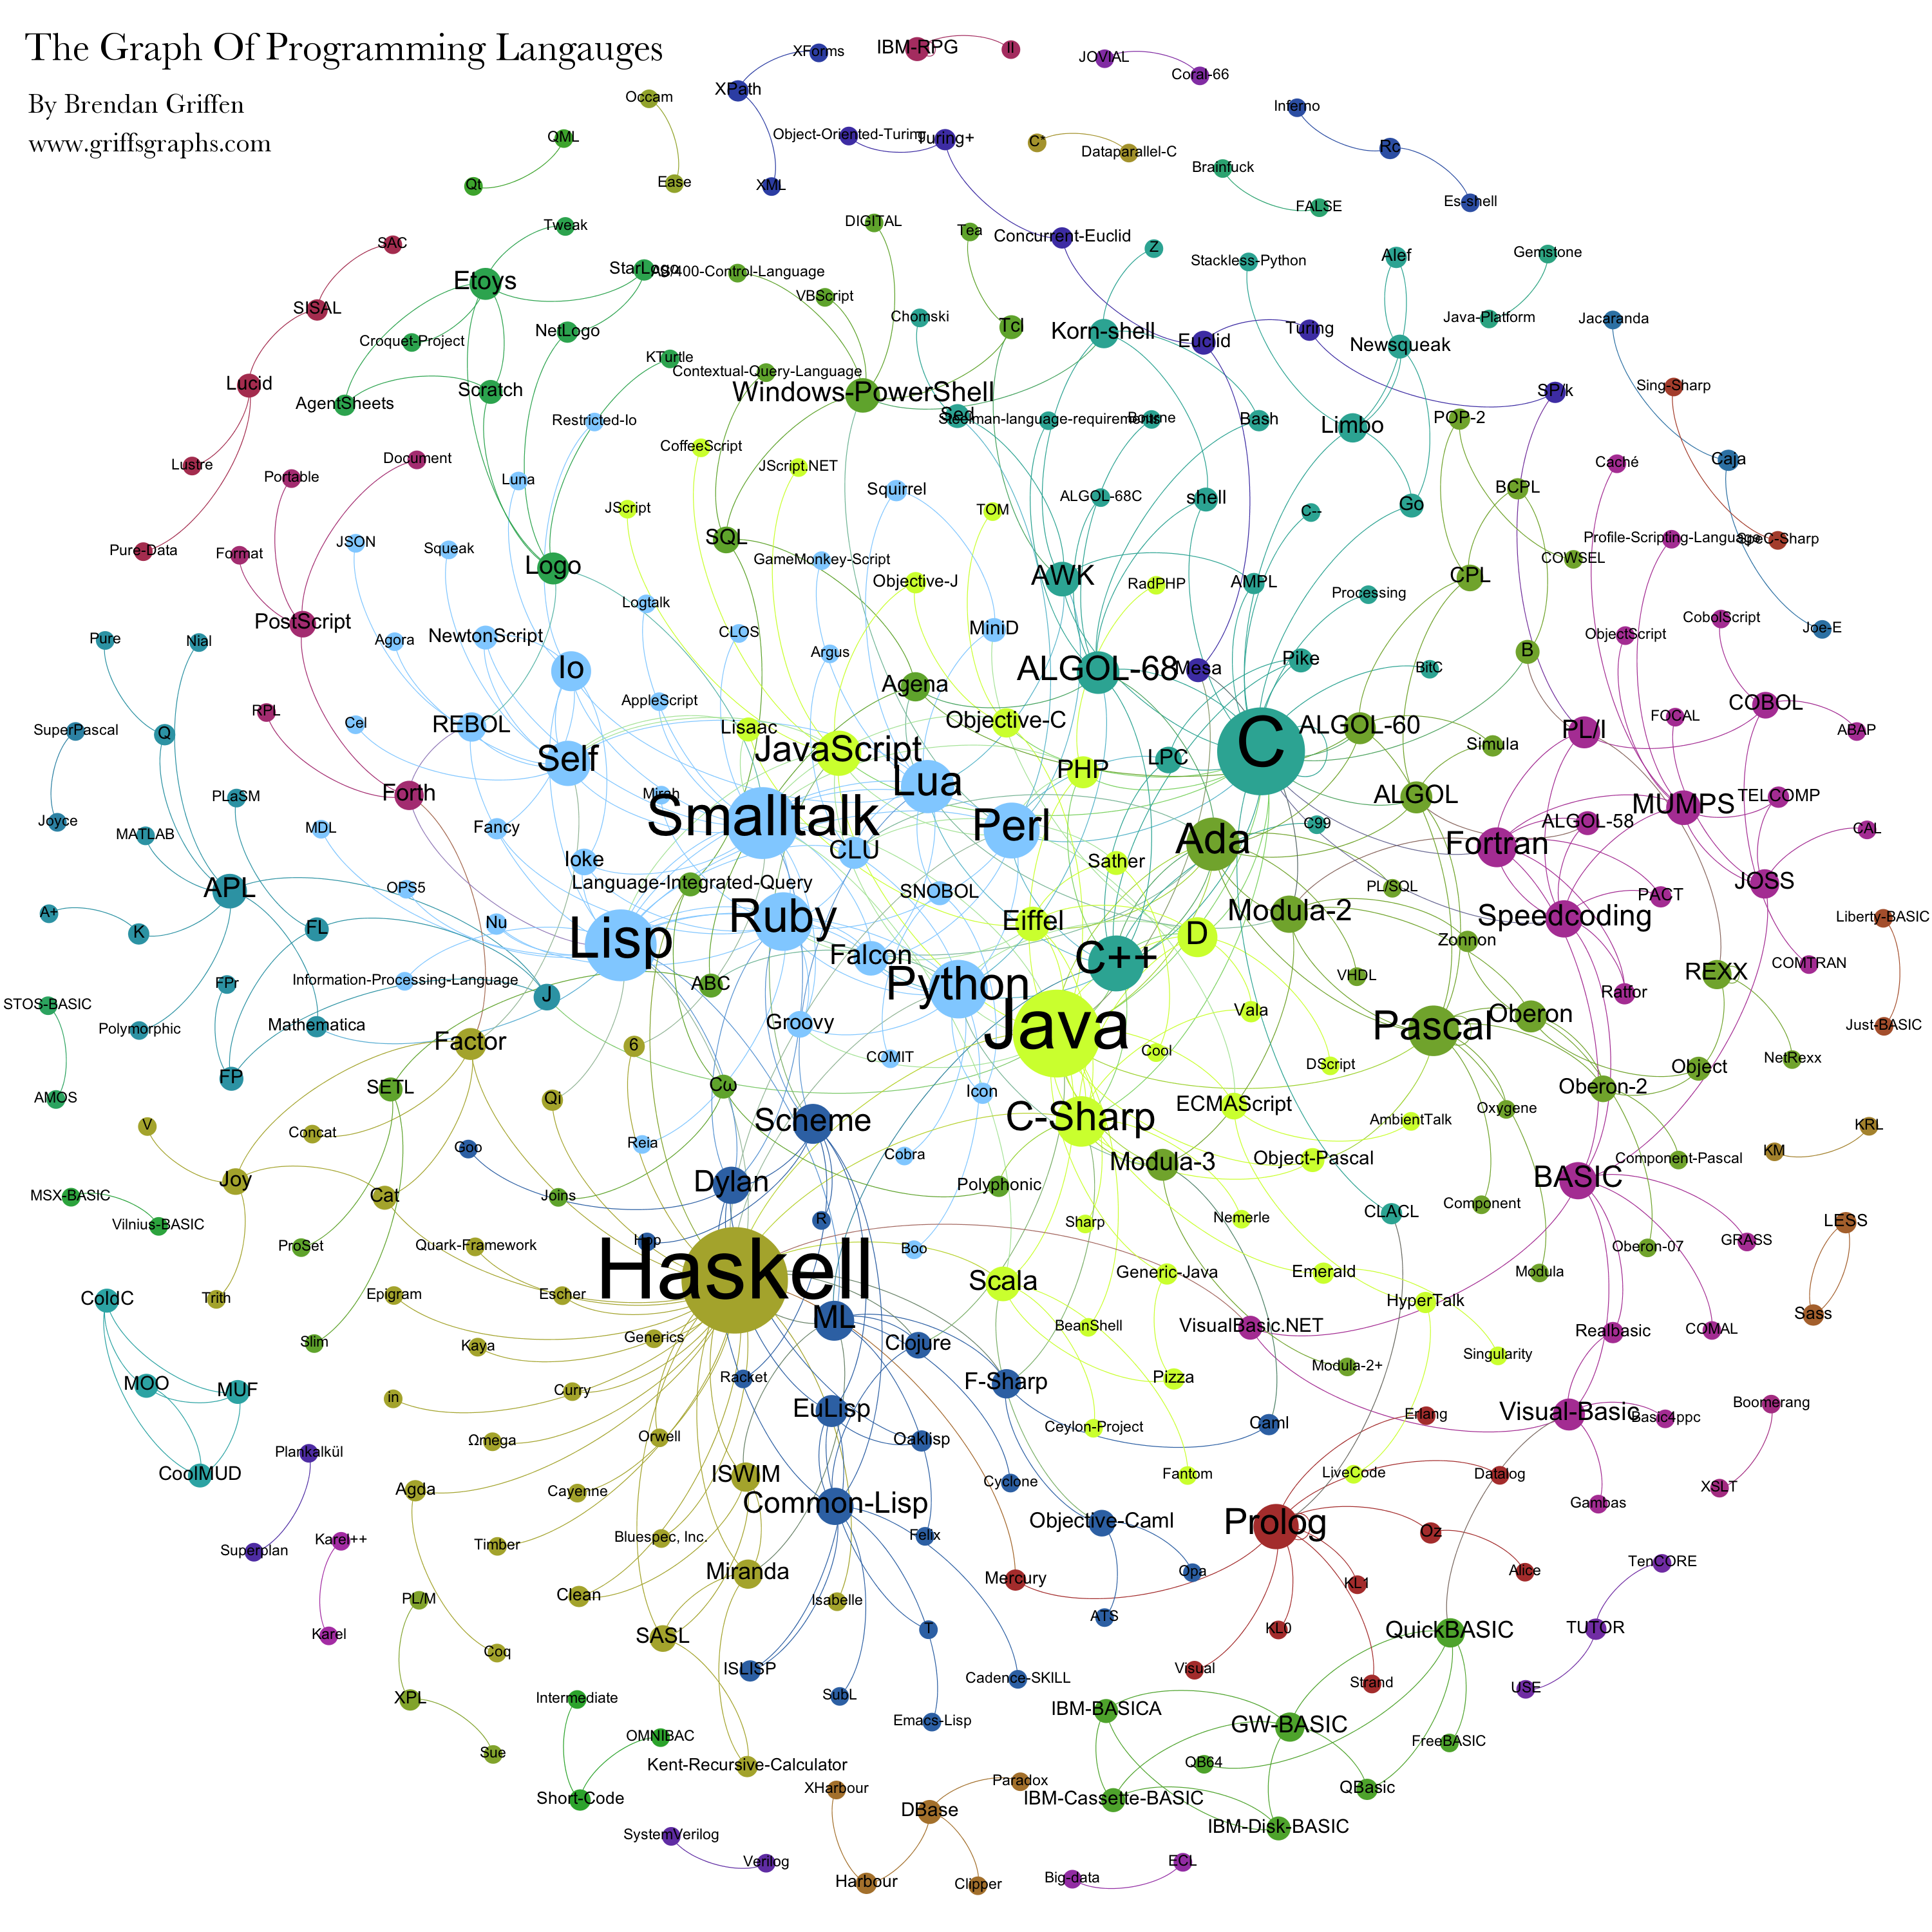 The Graph Of Programming Langauges
By Brendan Griffen
www.griffsgraphs.com
XForms
IBM-RPG
II
JOVIAL
Coral-66
XPath
Occam
Inferno
QML
Object-Oriented-Turing
Turing+
C*
Dataparallel-C
Rc
Brainfuck
Qt
Ease
XML
FALSE
Es-shell
Tweak
DIGITAL
Tea
Concurrent-Euclid
Z
SAC
Stackless-Python
Alef
Gemstone
Etoys
StarLogo
AS/400-Control-Language
VBScript
SISAL
Chomski
Tcl
Korn-shell
Java-Platform
Jacaranda
Croquet-Project
NetLogo
Euclid
Turing
Newsqueak
KTurtle
Contextual-Query-Language
Lucid
Scratch
Windows-PowerShell
Sing-Sharp
SP/k
AgentSheets
Restricted-Io
Sed
Steelman-language-requirements
Bourne
Bash
Limbo
POP-2
CoffeeScript
Lustre
Portable
Document
Luna
JScript.NET
Squirrel
ALGOL-68C
shell
Go
BCPL
Caché
Caja
JScript
TOM
C--
Pure-Data
Format
JSON
Squeak
Logo
SQL
GameMonkey-Script
Objective-J
AWK
RadPHP
AMPL
Processing
CPL
COWSEL
Profile-Scripting-Language
SpeC-Sharp
PostScript
Logtalk
Pure
Nial
Agora
NewtonScript
CLOS
Argus
MiniD
B
ObjectScript
CobolScript
Joe-E
Io
ALGOL-68
Mesa
Pike
BitC
AppleScript
Agena
RPL
Cel
REBOL
SuperPascal
Q
Lisaac
Objective-C
ALGOL-60
Simula
PL/I
FOCAL
COBOL
ABAP
Self
JavaScript
PHP
LPC
C
Lua
Forth
PLaSM
Mirah
ALGOL
MUMPS
TELCOMP
Joyce
MATLAB
MDL
Fancy
Smalltalk
Perl
C99
ALGOL-58
CAL
Ada
Fortran
CLU
Ioke
Sather
APL
OPS5
Language-Integrated-Query
SNOBOL
PL/SQL
PACT
JOSS
A+
K
FL
Nu
Lisp
Ruby
Eiffel
D
Modula-2
Speedcoding
Liberty-BASIC
Zonnon
Falcon
C++
COMTRAN
Information-Processing-Language
ABC
Python
VHDL
REXX
Ratfor
STOS-BASIC
FPr
Polymorphic
Mathematica
J
Groovy
Java
Vala
Pascal
Oberon
Just-BASIC
Factor
6
COMIT
Cool
DScript
NetRexx
Object
FP
SETL
Cω
Icon
Oberon-2
AMOS
Qi
Scheme
C-Sharp
ECMAScript
Oxygene
AmbientTalk
V
Concat
Goo
Reia
Cobra
KRL
KM
Joy
Dylan
Modula-3
Object-Pascal
Component-Pascal
Cat
Joins
Polyphonic
Component
BASIC
MSX-BASIC
Vilnius-BASIC
R
Sharp
Nemerle
CLACL
LESS
ProSet
Quark-Framework
Hop
Boo
Oberon-07
GRASS
Haskell
Scala
Generic-Java
Emerald
Modula
ColdC
Trith
Epigram
Escher
HyperTalk
ML
BeanShell
VisualBasic.NET
Realbasic
COMAL
Sass
Slim
Kaya
Generics
Clojure
Modula-2+
Singularity
MOO
MUF
in
Curry
Racket
F-Sharp
Pizza
EuLisp
Ceylon-Project
Caml
Erlang
Visual-Basic
Basic4ppc
Boomerang
Ωmega
Orwell
Oaklisp
Plankalkül
CoolMUD
Agda
Cayenne
ISWIM
Cyclone
Fantom
LiveCode
Datalog
XSLT
Common-Lisp
Gambas
Superplan
Karel++
Timber
Bluespec, Inc.
Felix
Objective-Caml
Prolog
Oz
TenCORE
Miranda
Mercury
Opa
KL1
Alice
PL/M
Clean
Isabelle
ATS
Karel
SASL
T
KL0
QuickBASIC
TUTOR
Coq
ISLISP
Cadence-SKILL
Visual
Strand
USE
XPL
Intermediate
SubL
Emacs-Lisp
IBM-BASICA
GW-BASIC
FreeBASIC
Sue
OMNIBAC
Kent-Recursive-Calculator
QB64
Short-Code
XHarbour
Paradox
DBase
IBM-Cassette-BASIC
QBasic
IBM-Disk-BASIC
SystemVerilog
Verilog
Harbour
Clipper
Big-data
ECL